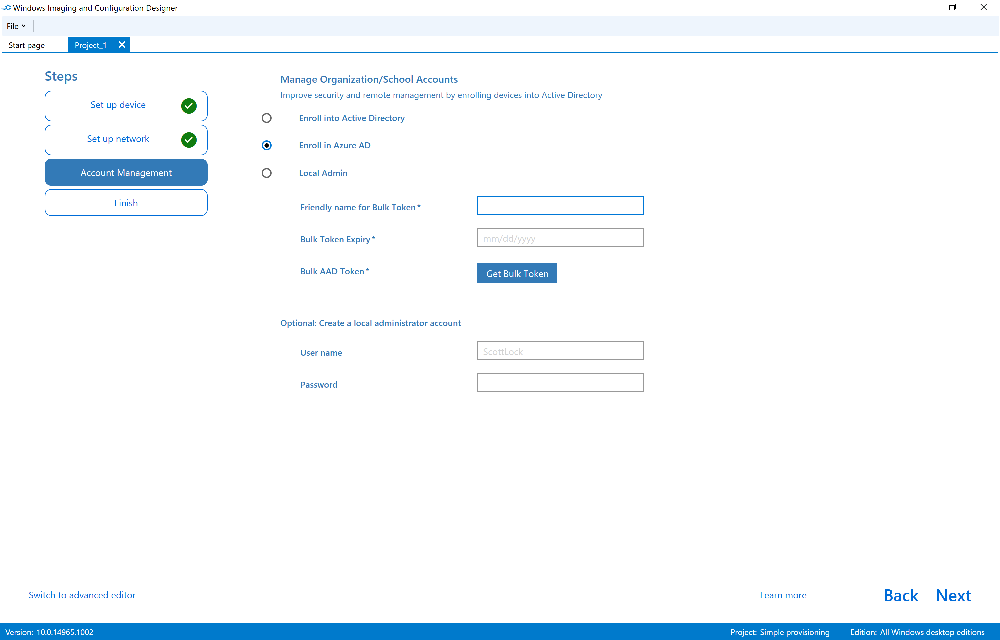 Windows Imaging and Configuration Designer
File
Start page
Project_1
Steps
Set up device
Set up network
Account Management
Finish
Manage Organization/School Accounts
Improve security and remote management by enrolling devices into Active Directory
Enroll into Active Directory
Enroll in Azure AD
Local Admin
Friendly name for Bulk Token *
Bulk Token Expiry *
mm/dd/yyyy
Bulk AAD Token *
Get Bulk Token
Optional: Create a local administrator account
User name
ScottLock
Password
Switch to advanced editor
Learn more
Back
Next
Version: 10.0.14965.1002
Project: Simple provisioning
Edition: All Windows desktop editions